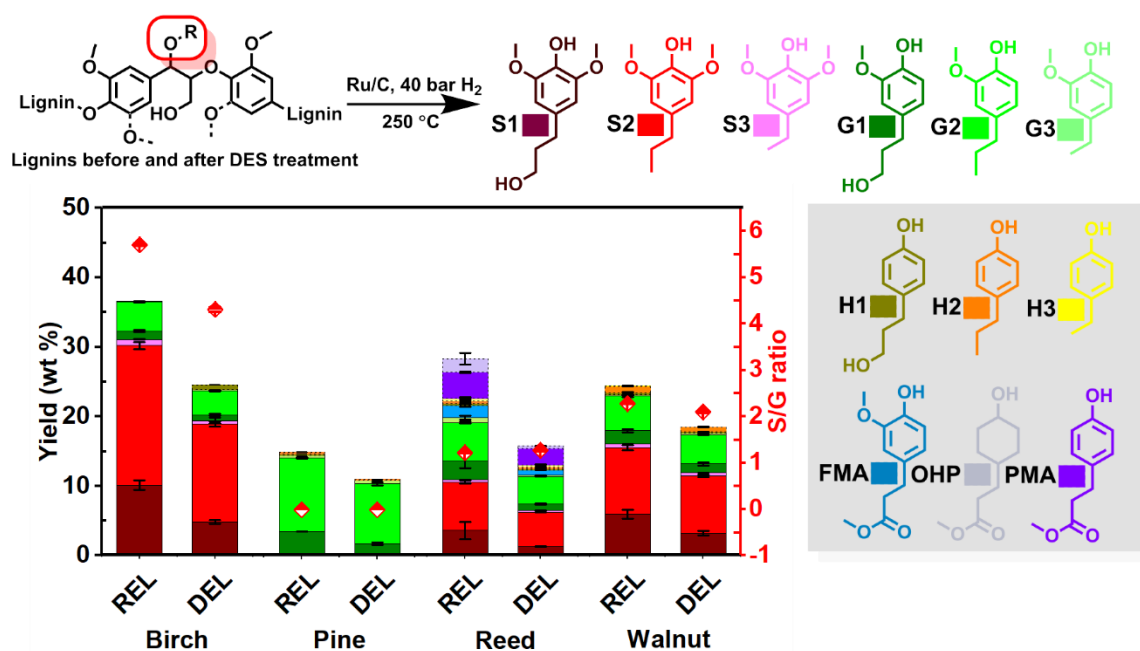 O R
O
O
Lignin
O
HO
O
O
Lignin
Lignins before and after DES treatment
Ru/C, 40 bar H2
250 °C
OH
O
O
S1
HO
OH
O
O
S2
OH
O
O
S3
OH
O
G1
HO
OH
O
G2
OH
O
G3
Yield (wt %)
50
40
30
20
10
0
S/G ratio
6
5
4
3
2
1
0
-1
REL
DEL
REL
DEL
REL
DEL
REL
DEL
Birch
Pine
Reed
Walnut
OH
H1
HO
OH
H2
OH
H3
OH
O
FMA
O
O
OH
OHP
O
O
OH
PMA
O
O